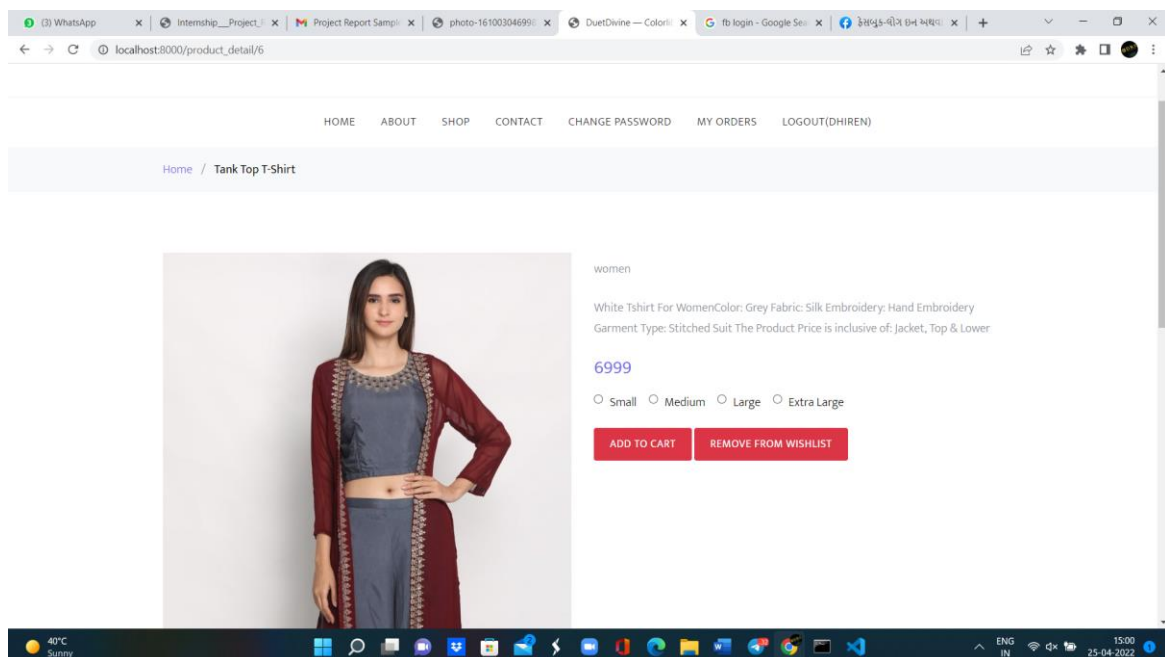 (3) WhatsApp
Internship__Project_
Project Report Sampl
photo-161003046998
DuetDivine — Colorli
fb login - Google Sea
ફેસબુક-લોગ ઇન અથવા
localhost:8000/product_detail/6
HOME ABOUT SHOP CONTACT CHANGE PASSWORD MY ORDERS LOGOUT(DHIREN)
Home / Tank Top T-Shirt
women
White Tshirt For WomenColor: Grey Fabric: Silk Embroidery: Hand Embroidery
Garment Type: Stitched Suit The Product Price is inclusive of: Jacket, Top & Lower
6999
Small Medium Large Extra Large
ADD TO CART REMOVE FROM WISHLIST
40°C
Sunny
ENG
IN
15:00
25-04-2022